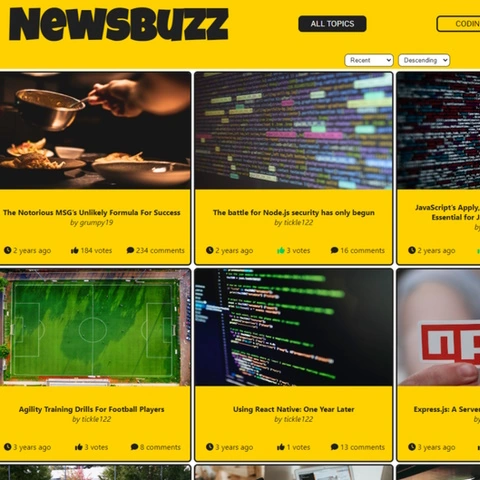 NewsBuzz
ALL TOPICS
CODIN
Recent
Descending
The Notorious MSG's Unlikely Formula For Success
by grumpy19
2 years ago
184 votes
234 comments
The battle for Node.js security has only begun
by tickle122
2 years ago
3 votes
16 comments
JavaScript's Apply,
Essential for J
by
2 years ago
Agility Training Drills For Football Players
by tickle122
3 years ago
3 votes
8 comments
Using React Native: One Year Later
by tickle122
3 years ago
1 votes
13 comments
np
Express.js: A Serve
by
3 years ago